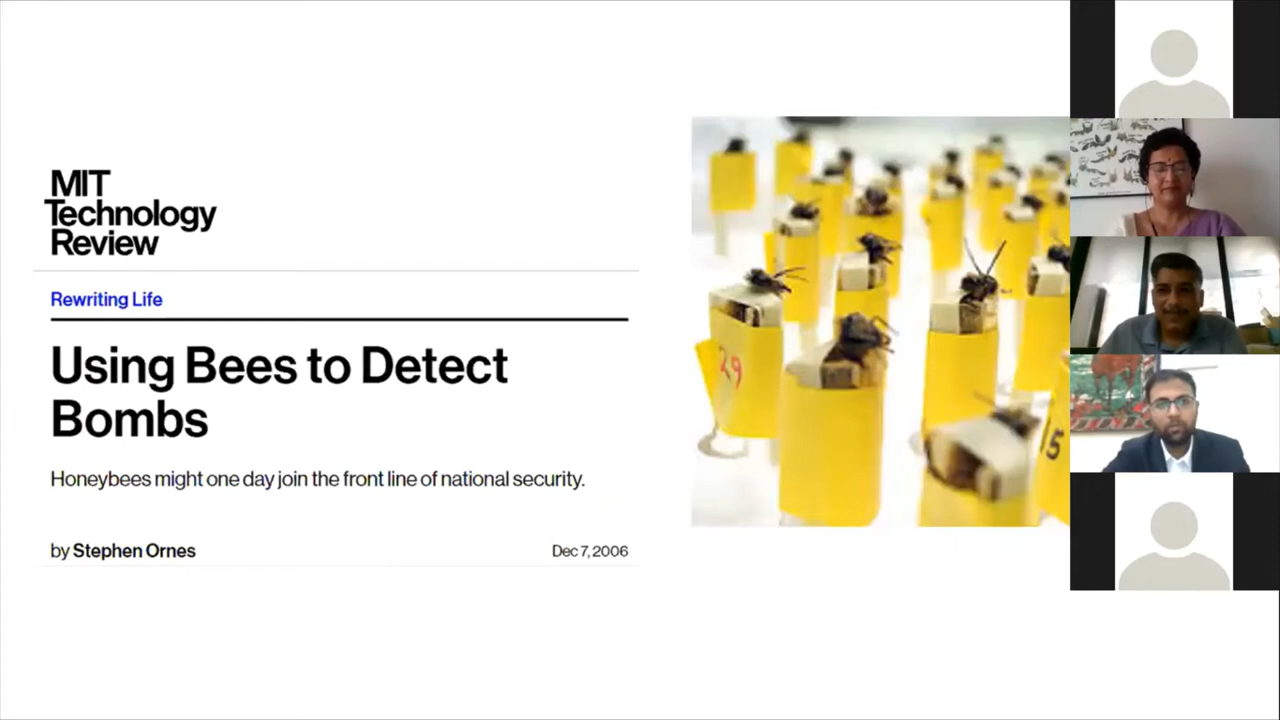 MIT
Technology
Review
Rewriting Life
Using Bees to Detect
Bombs
Honeybees might one day join the front line of national security.
by Stephen Ornes
Dec 7, 2006
29
15